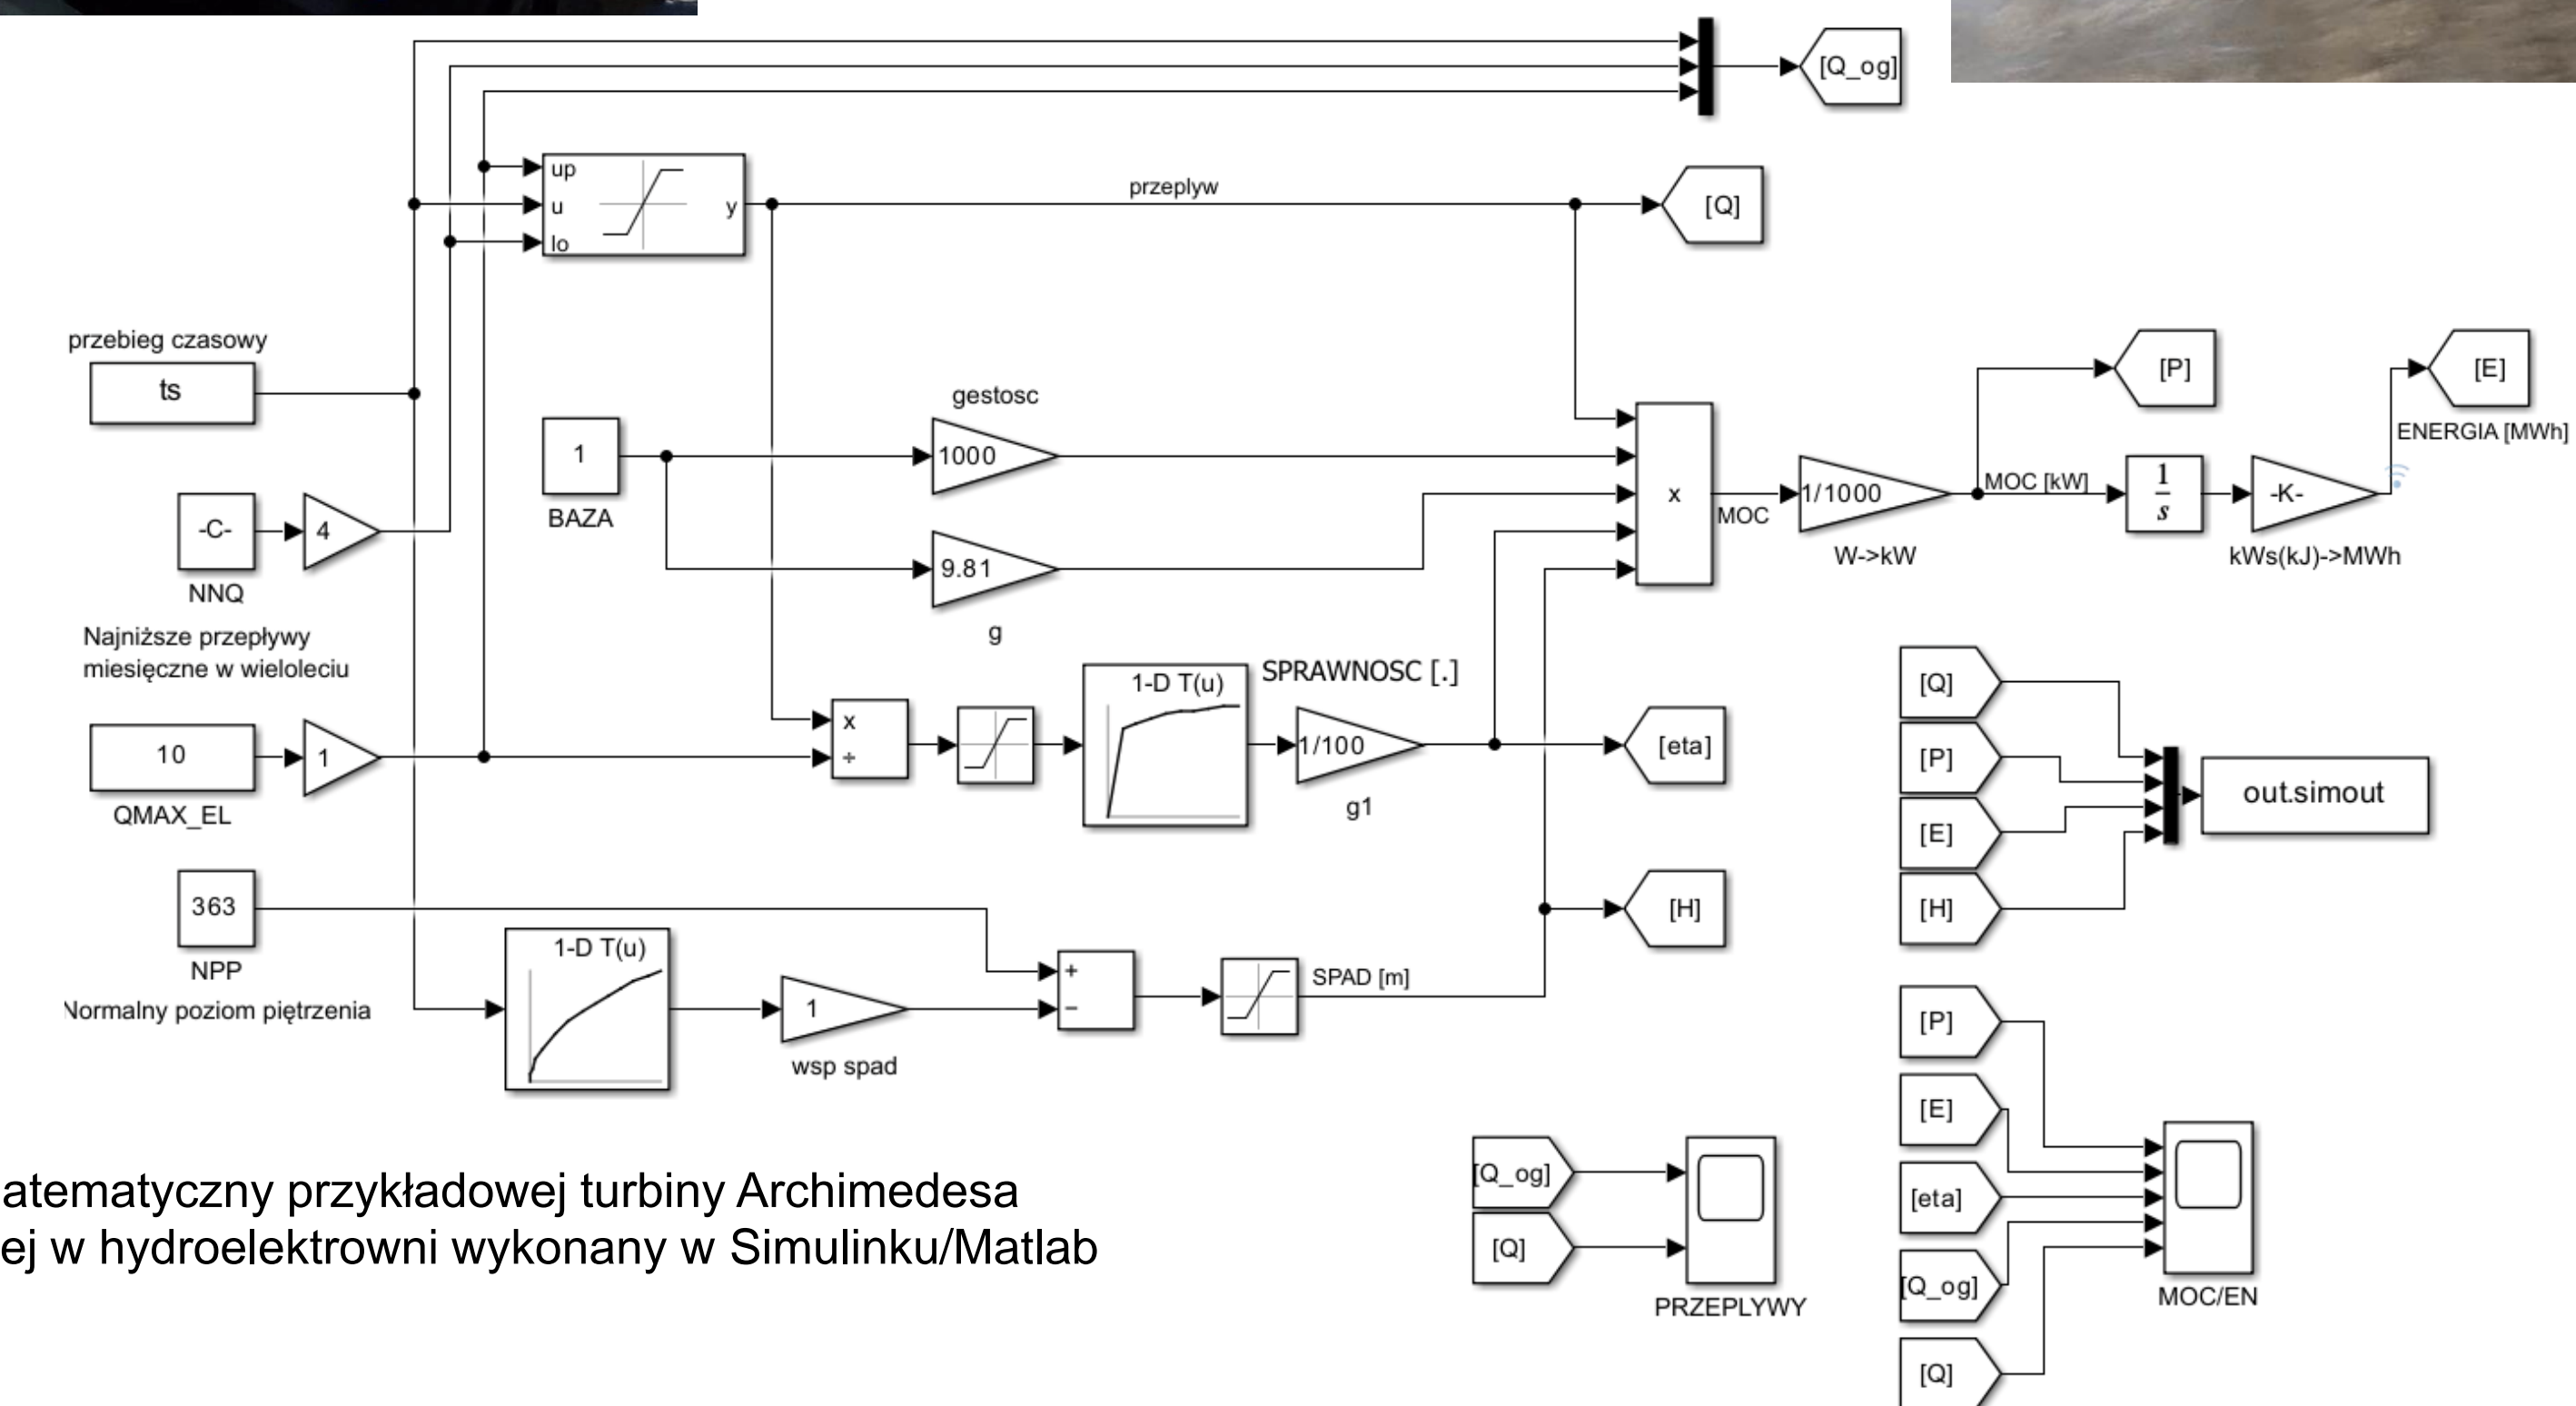 [Q_og]
up
u
lo
y
przeplyw
[Q]
przebieg czasowy
ts
gestosc
1
1000
BAZA
9.81
g
-C-
4
NNQ
Najniższe przepływy
miesięczne w wieloleciu
10
1
QMAX_EL
363
NPP
Normalny poziom piętrzenia
x
÷
1-D T(u)
SPRAWNOSC [.]
1/100
g1
[eta]
[H]
1-D T(u)
1
wsp spad
+
−
SPAD [m]
x
MOC
1/1000
W->kW
MOC [kW]
[P]
1
s
-K-
kWs(kJ)->MWh
[E]
ENERGIA [MWh]
[Q]
[P]
[E]
[H]
out.simout
[P]
[E]
[eta]
[Q_og]
[Q]
MOC/EN
[Q_og]
[Q]
PRZEPLYWY
atematyczny przykładowej turbiny Archimedesa
ej w hydroelektrowni wykonany w Simulinku/Matlab